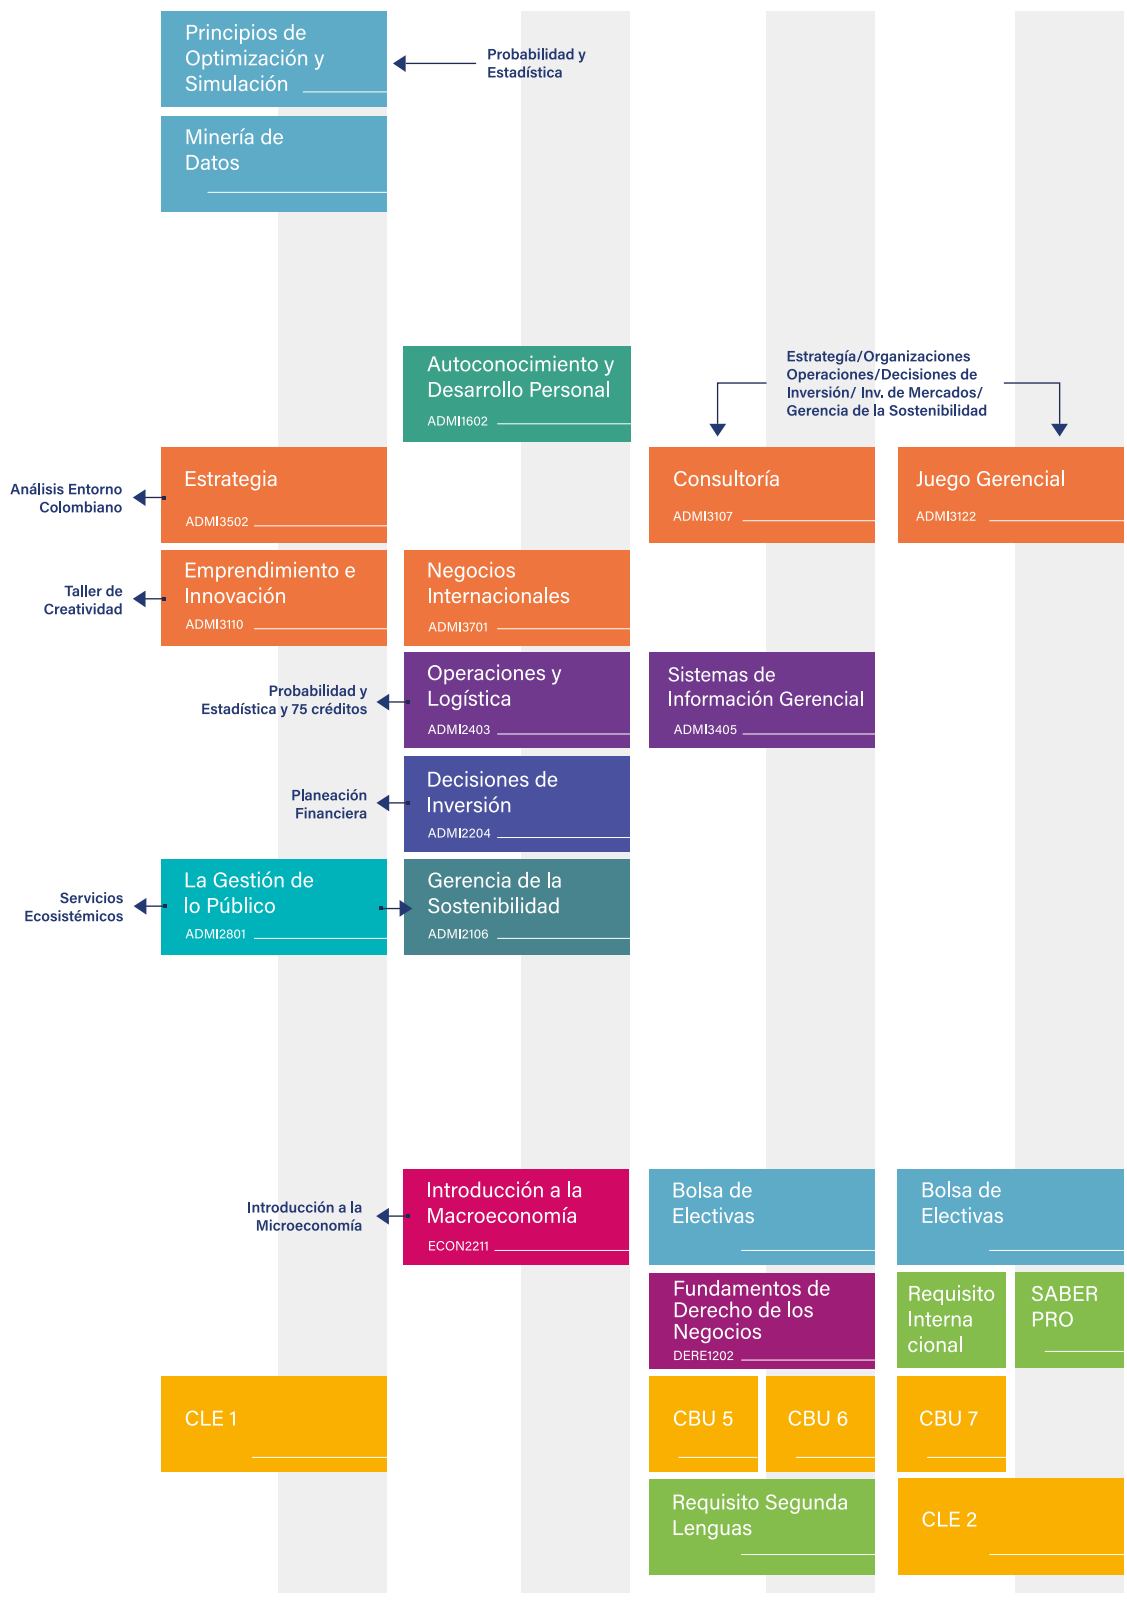 Principios de
Optimización y
Simulación
Probabilidad y
Estadística
Minería de
Datos
Autoconocimiento y
Desarrollo Personal
ADMI1602
Estrategía/Organizaciones
Operaciones/Decisiones de
Inversión/ Inv. de Mercados/
Gerencia de la Sostenibilidad
Análisis Entorno
Colombiano
Estrategia
ADMI3502
Consultoría
ADMI3107
Juego Gerencial
ADMI3122
Taller de
Creatividad
Emprendimiento e
Innovación
ADMI3110
Negocios
Internacionales
ADMI3701
Probabilidad y
Estadística y 75 créditos
Operaciones y
Logística
ADMI2403
Sistemas de
Información Gerencial
ADMI3405
Planeación
Financiera
Decisiones de
Inversión
ADMI2204
Servicios
Ecosistémicos
La Gestión de
lo Público
ADMI2801
Gerencia de la
Sostenibilidad
ADMI2106
Introducción a la
Microeconomía
Introducción a la
Macroeconomía
ECON2211
Bolsa de
Electivas
Bolsa de
Electivas
Fundamentos de
Derecho de los
Negocios
DERE1202
Requisito
Interna
cional
SABER
PRO
CLE 1
CBU 5
CBU 6
CBU 7
Requisito Segunda
Lenguas
CLE 2